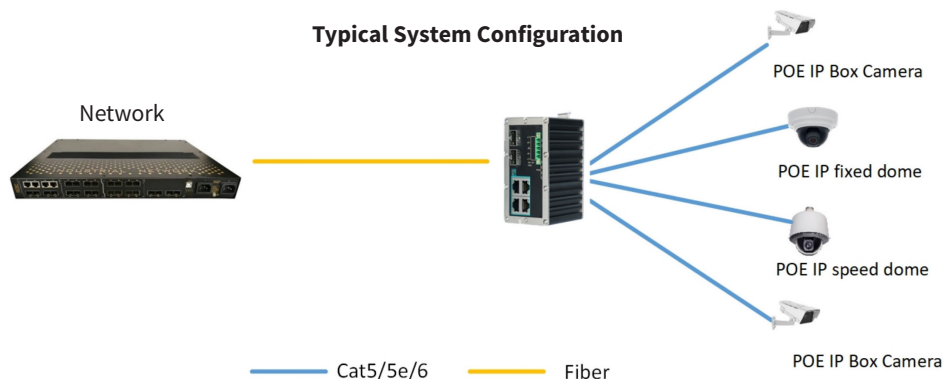 Typical System Configuration
Network
POE IP Box Camera
POE IP fixed dome
POE IP speed dome
POE IP Box Camera
Cat5/5e/6
Fiber